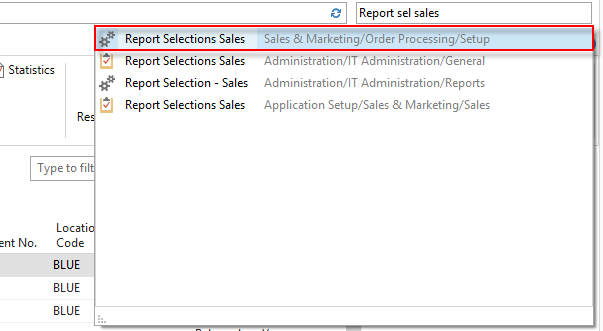 Report sel sales
Report Selections Sales Sales & Marketing/Order Processing/Setup
Statistics
Report Selections Sales Administration/IT Administration/General
Report Selection - Sales Administration/IT Administration/Reports
Report Selections Sales Application Setup/Sales & Marketing/Sales
Res
Type to filt
Locatio
ent No. Code
BLUE
BLUE
BLUE